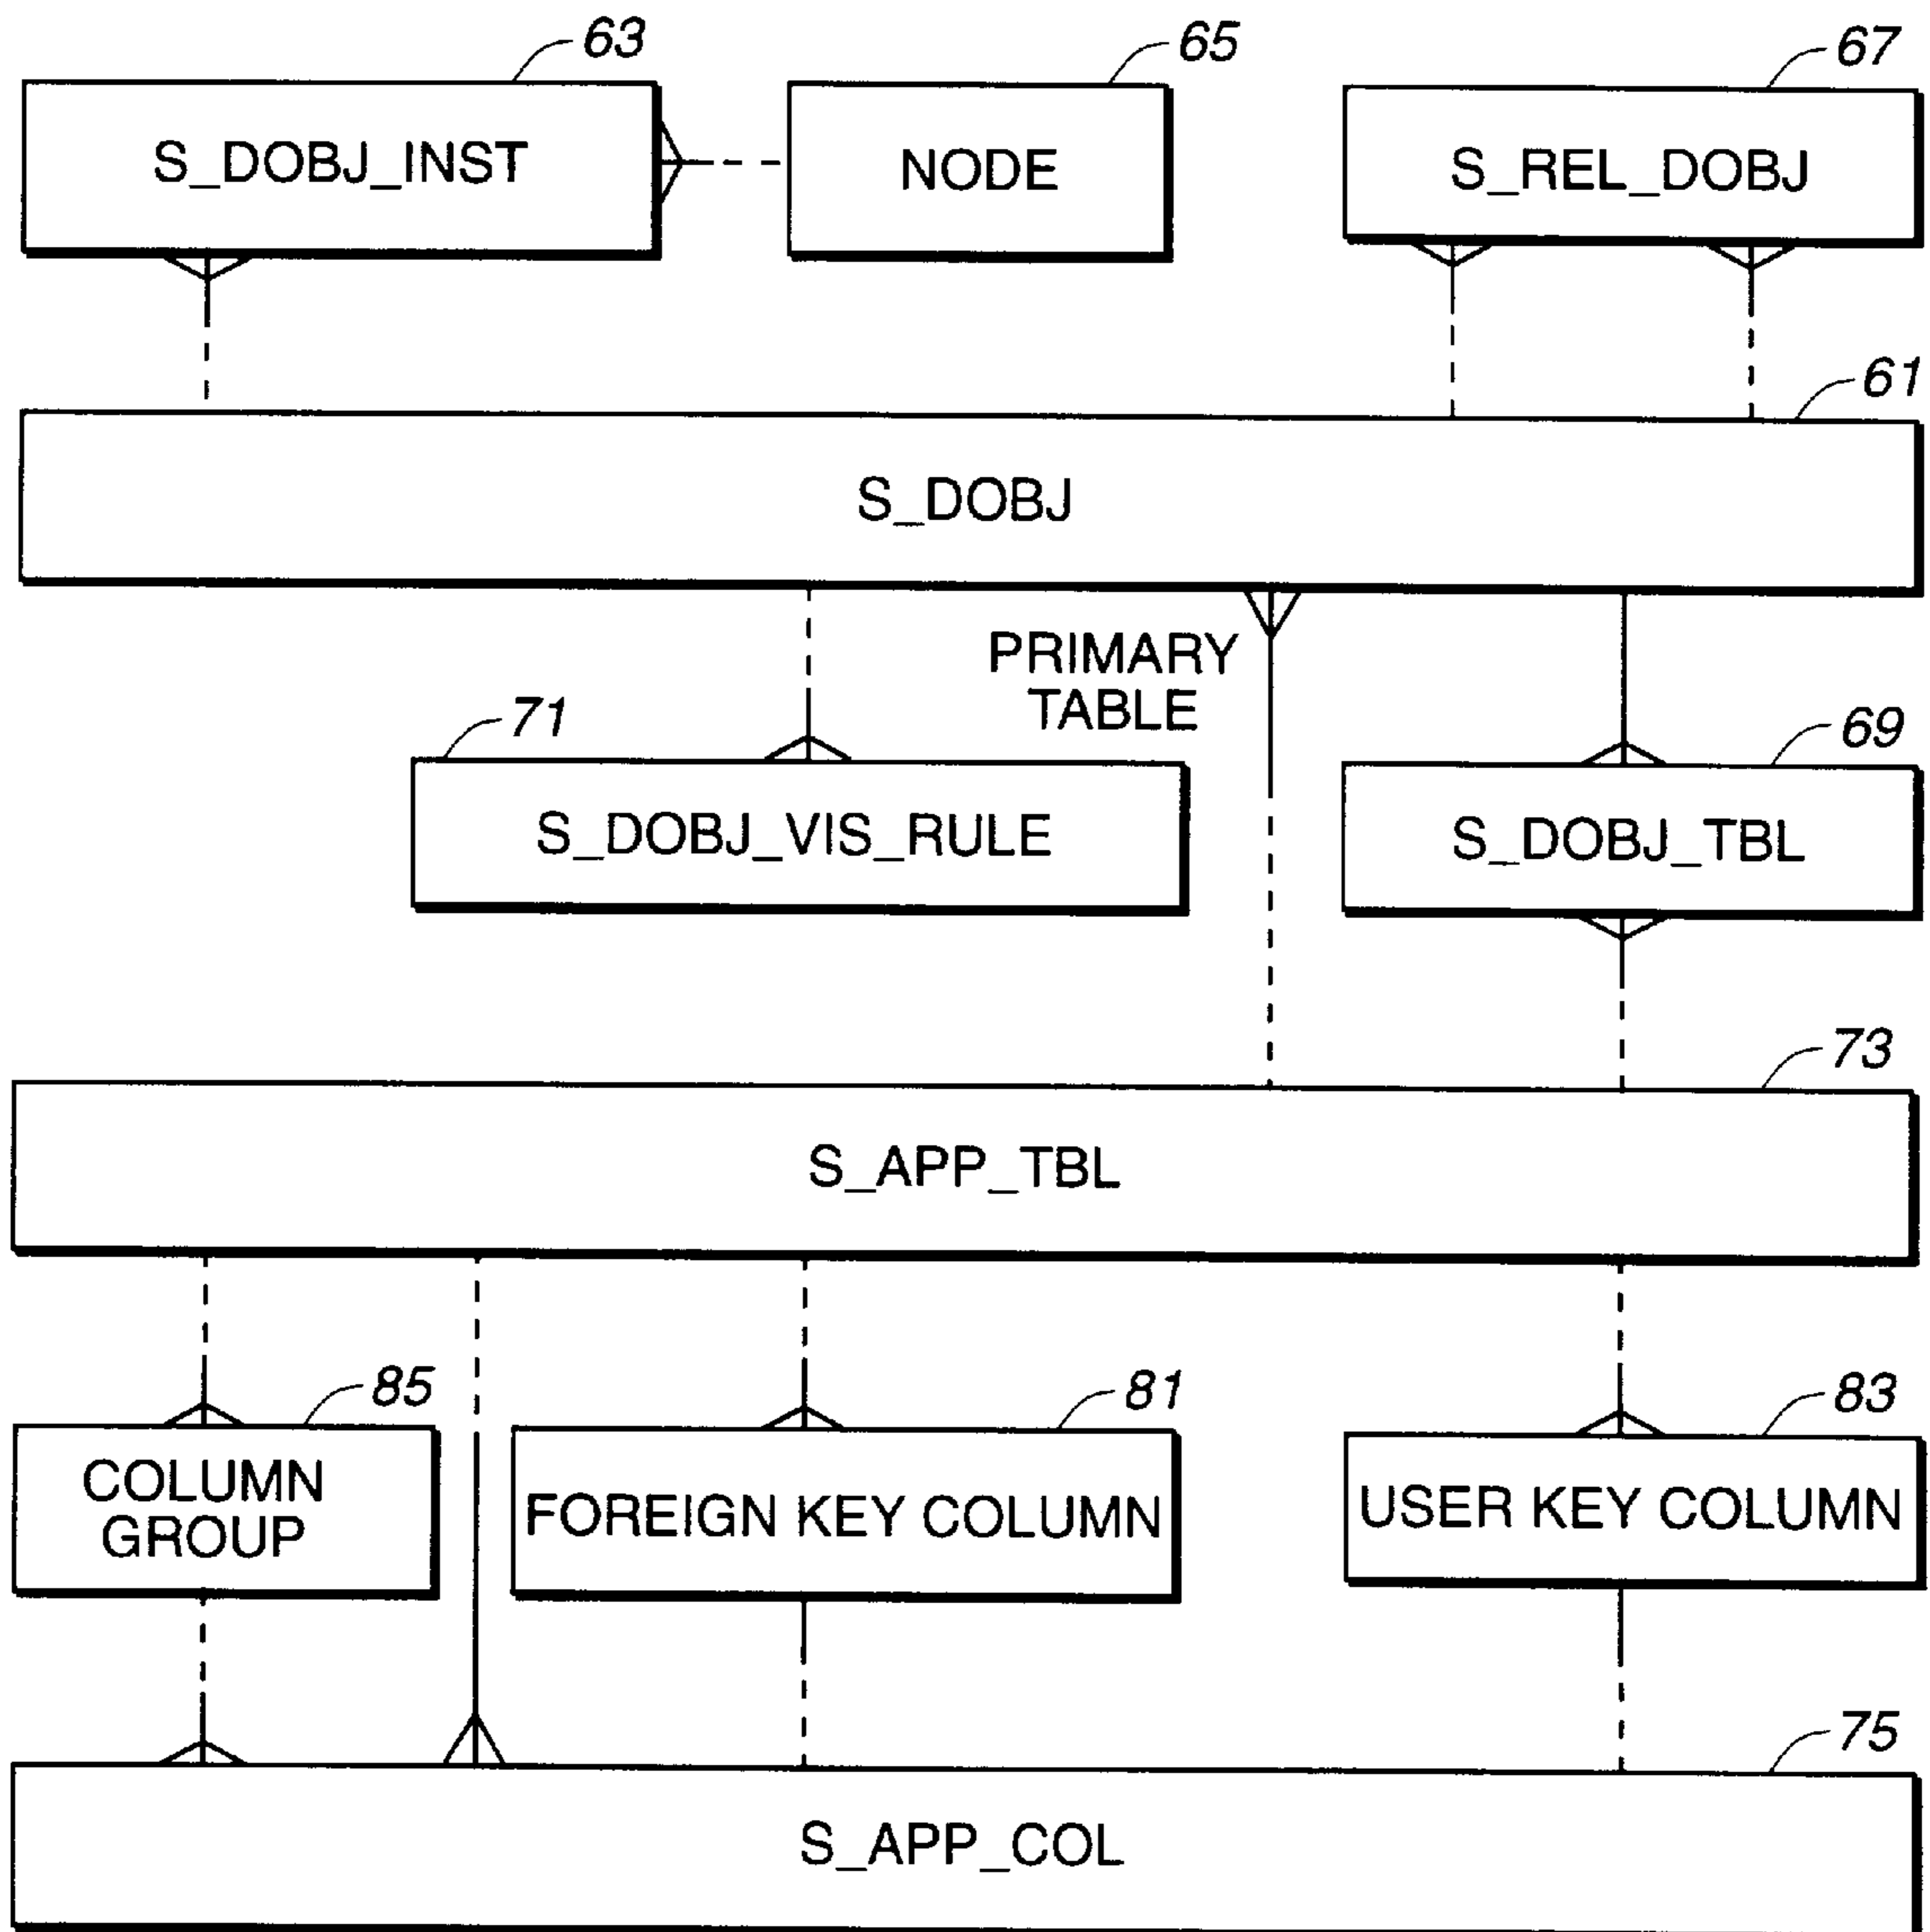 63
65
67
S_DOBJ_INST
NODE
S_REL_DOBJ
61
S_DOBJ
PRIMARY
TABLE
71
69
S_DOBJ_VIS_RULE
S_DOBJ_TBL
73
S_APP_TBL
85
81
83
COLUMN
GROUP
FOREIGN KEY COLUMN
USER KEY COLUMN
75
S_APP_COL